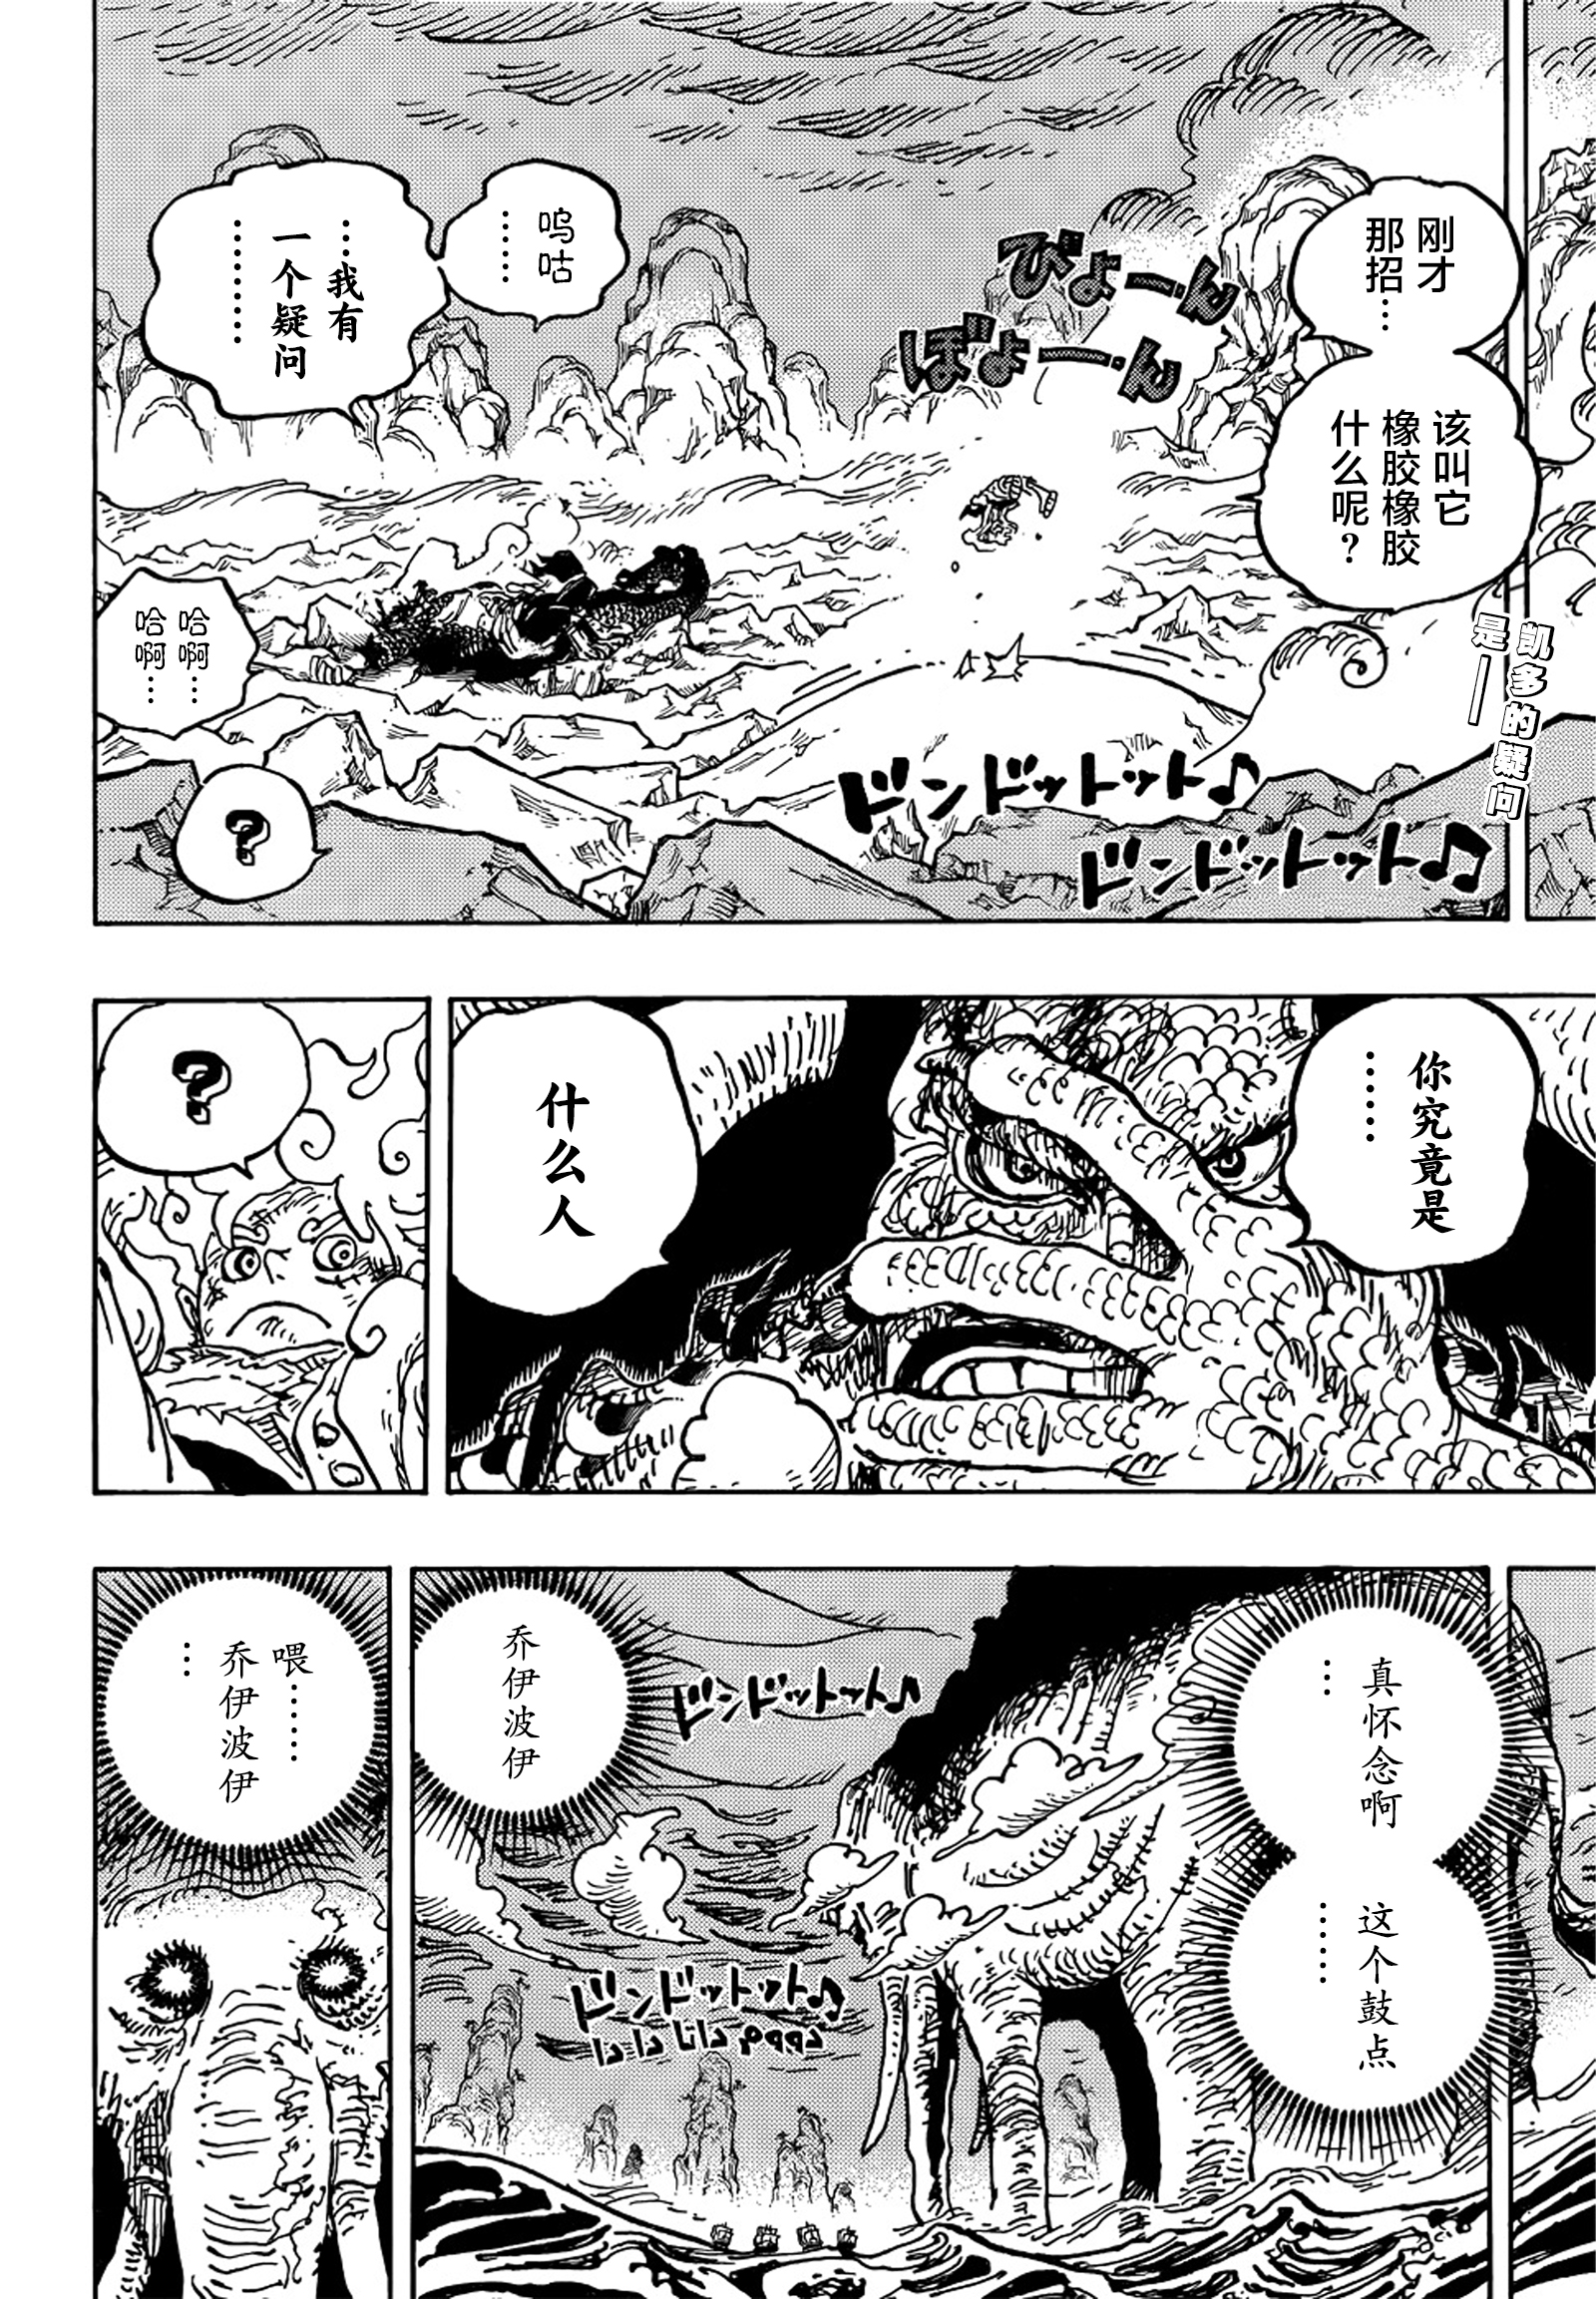 刚才
那招…
该叫它
橡胶橡胶
什么呢？
びょーん
ぼよーん
呜咕
……
…我有
一个疑问
………
哈啊…
哈啊…
?
凯多的疑问
是——
ドンドットット♪
ドンドットット♫
你究竟是
……
什么人
?
真怀念啊
…
这个鼓点
……
ドンドットット♪
ドンドットット♫
乔伊波伊
喂……
乔伊波伊
…